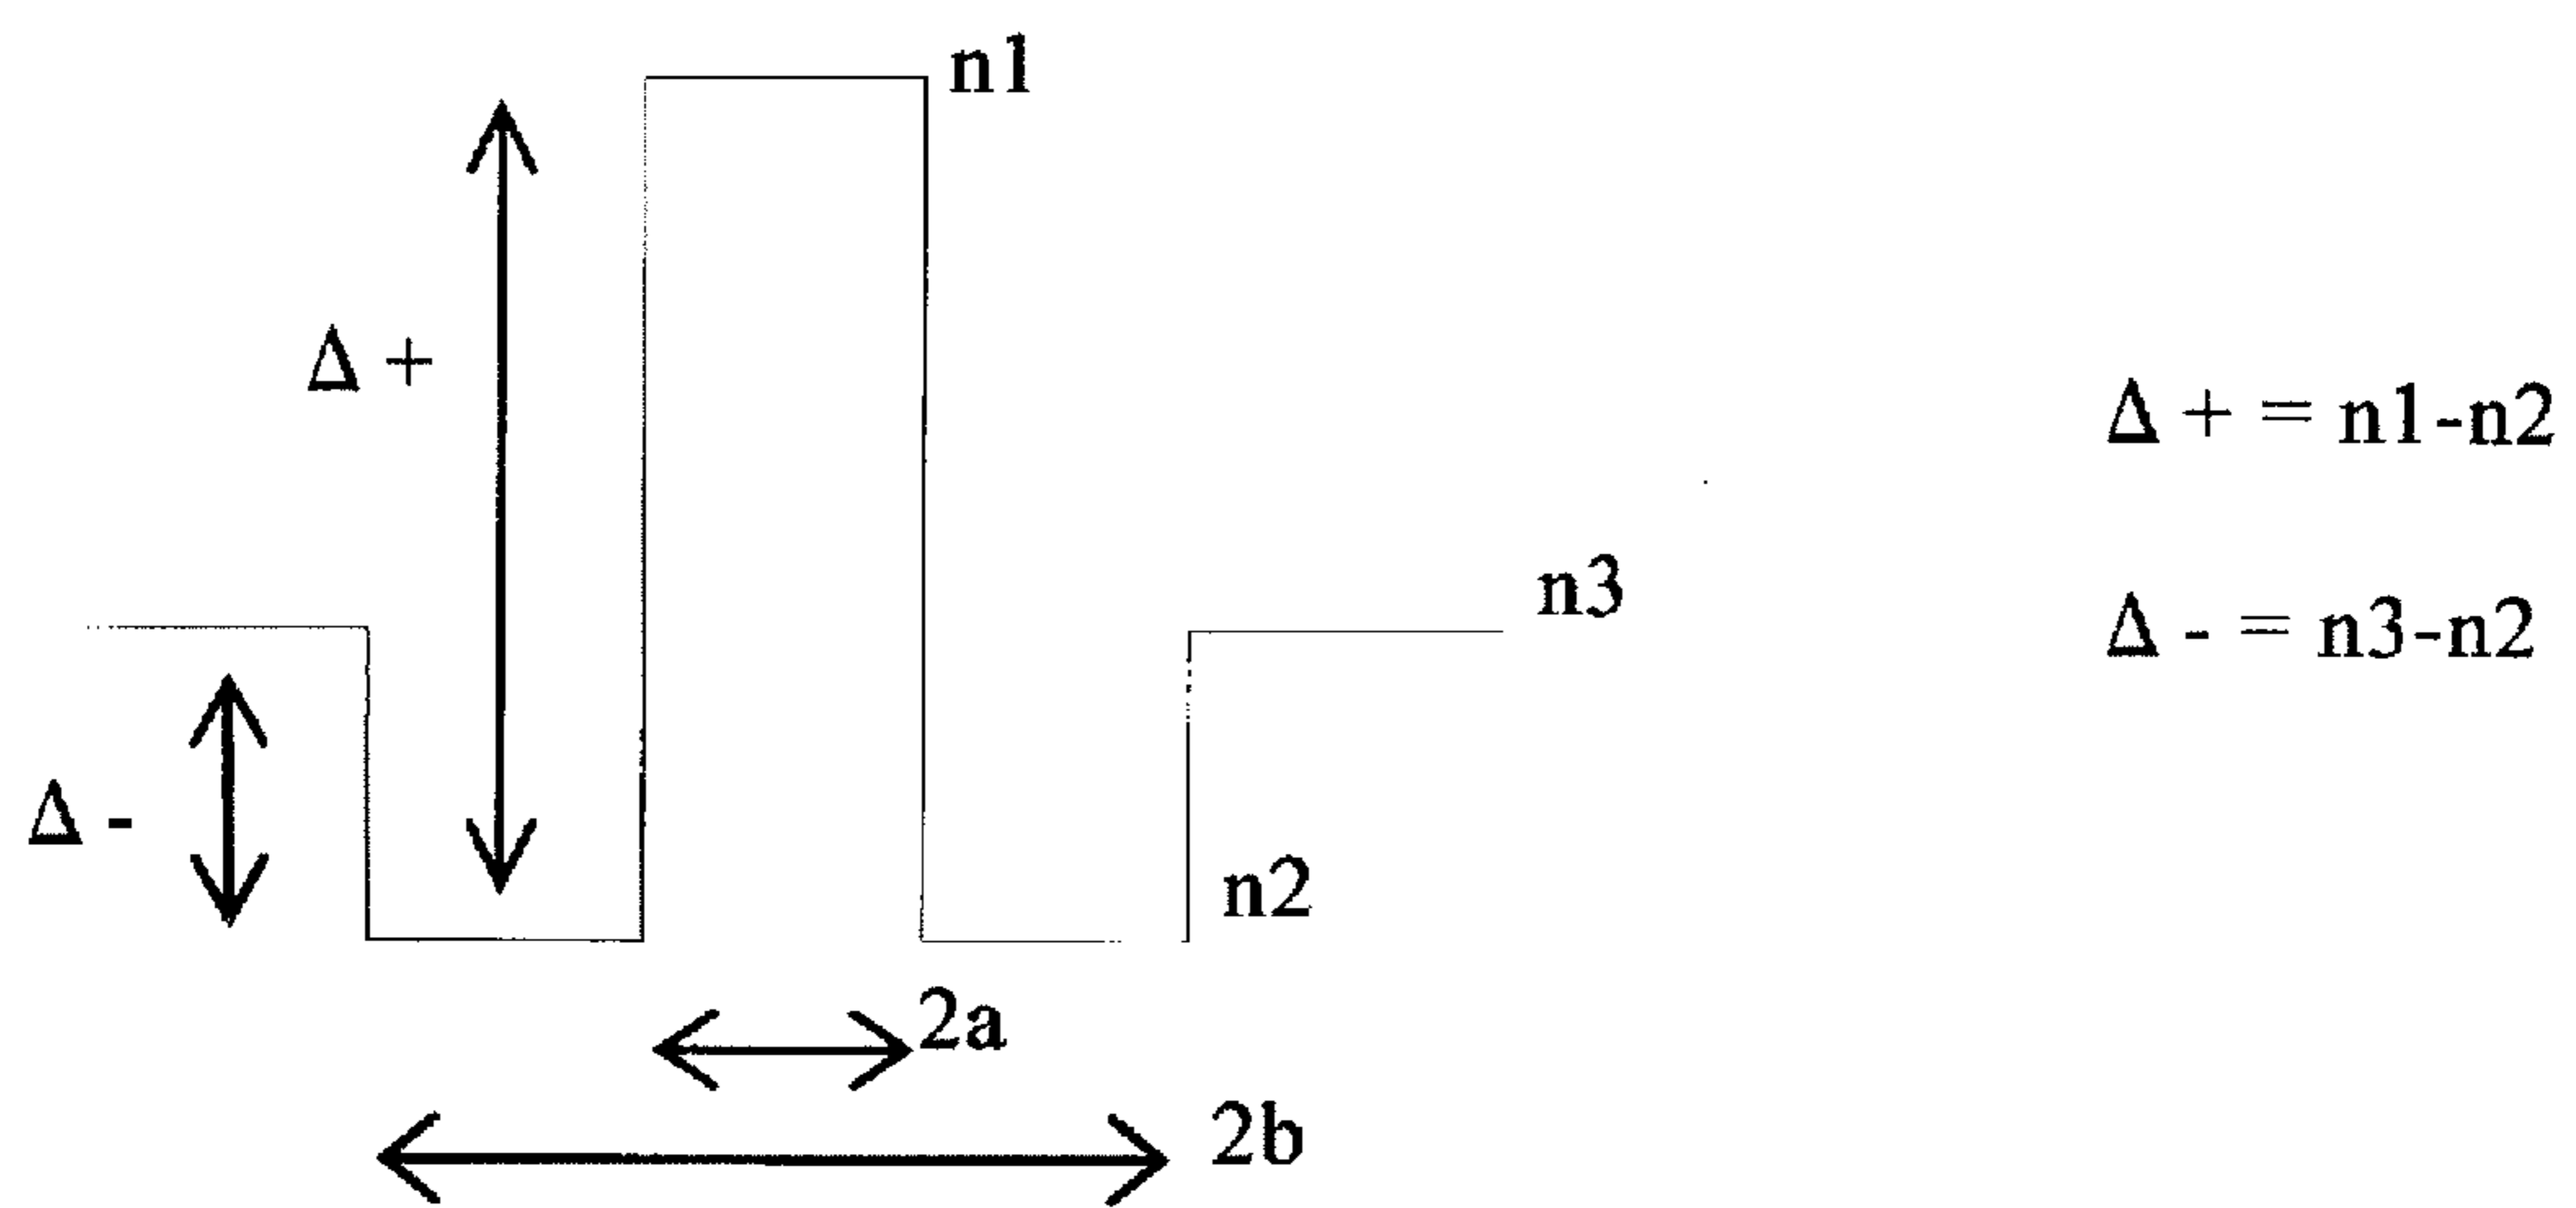 n1
Δ +
Δ + = n1-n2
n3
Δ - = n3-n2
Δ -
n2
2a
2b